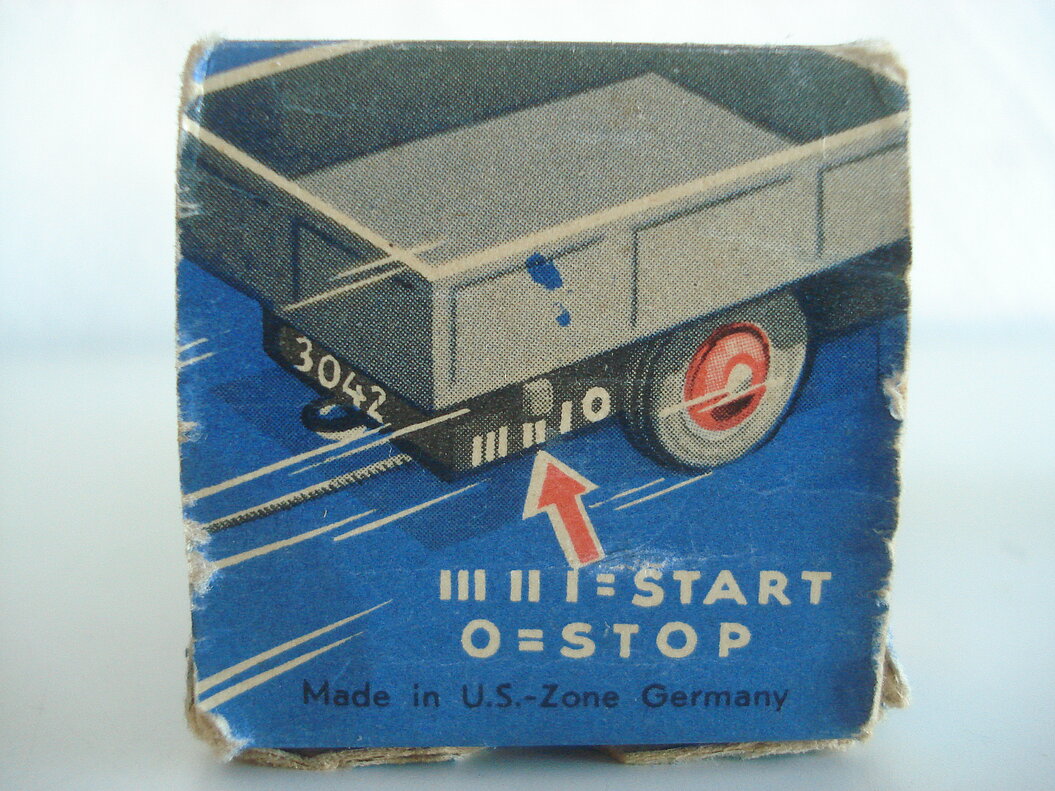 3042
III II I O
III II I = START
O = STOP
Made in U.S.-Zone Germany